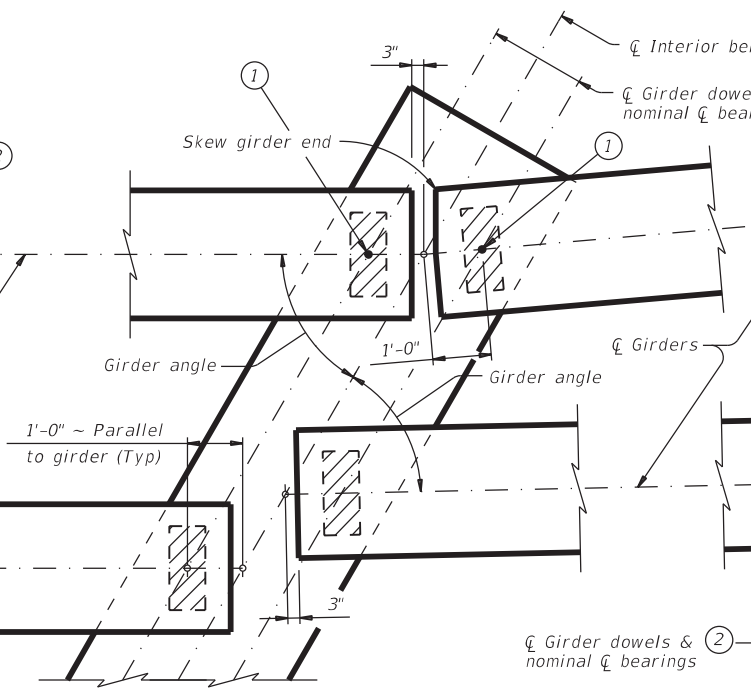 3"
℄ Interior be
1
℄ Girder dowe
nominal ℄ bear
Skew girder end
1
2
1'-0"
℄ Girders
Girder angle
Girder angle
1'-0" ~ Parallel
to girder (Typ)
3"
℄ Girder dowels & 2
nominal ℄ bearings